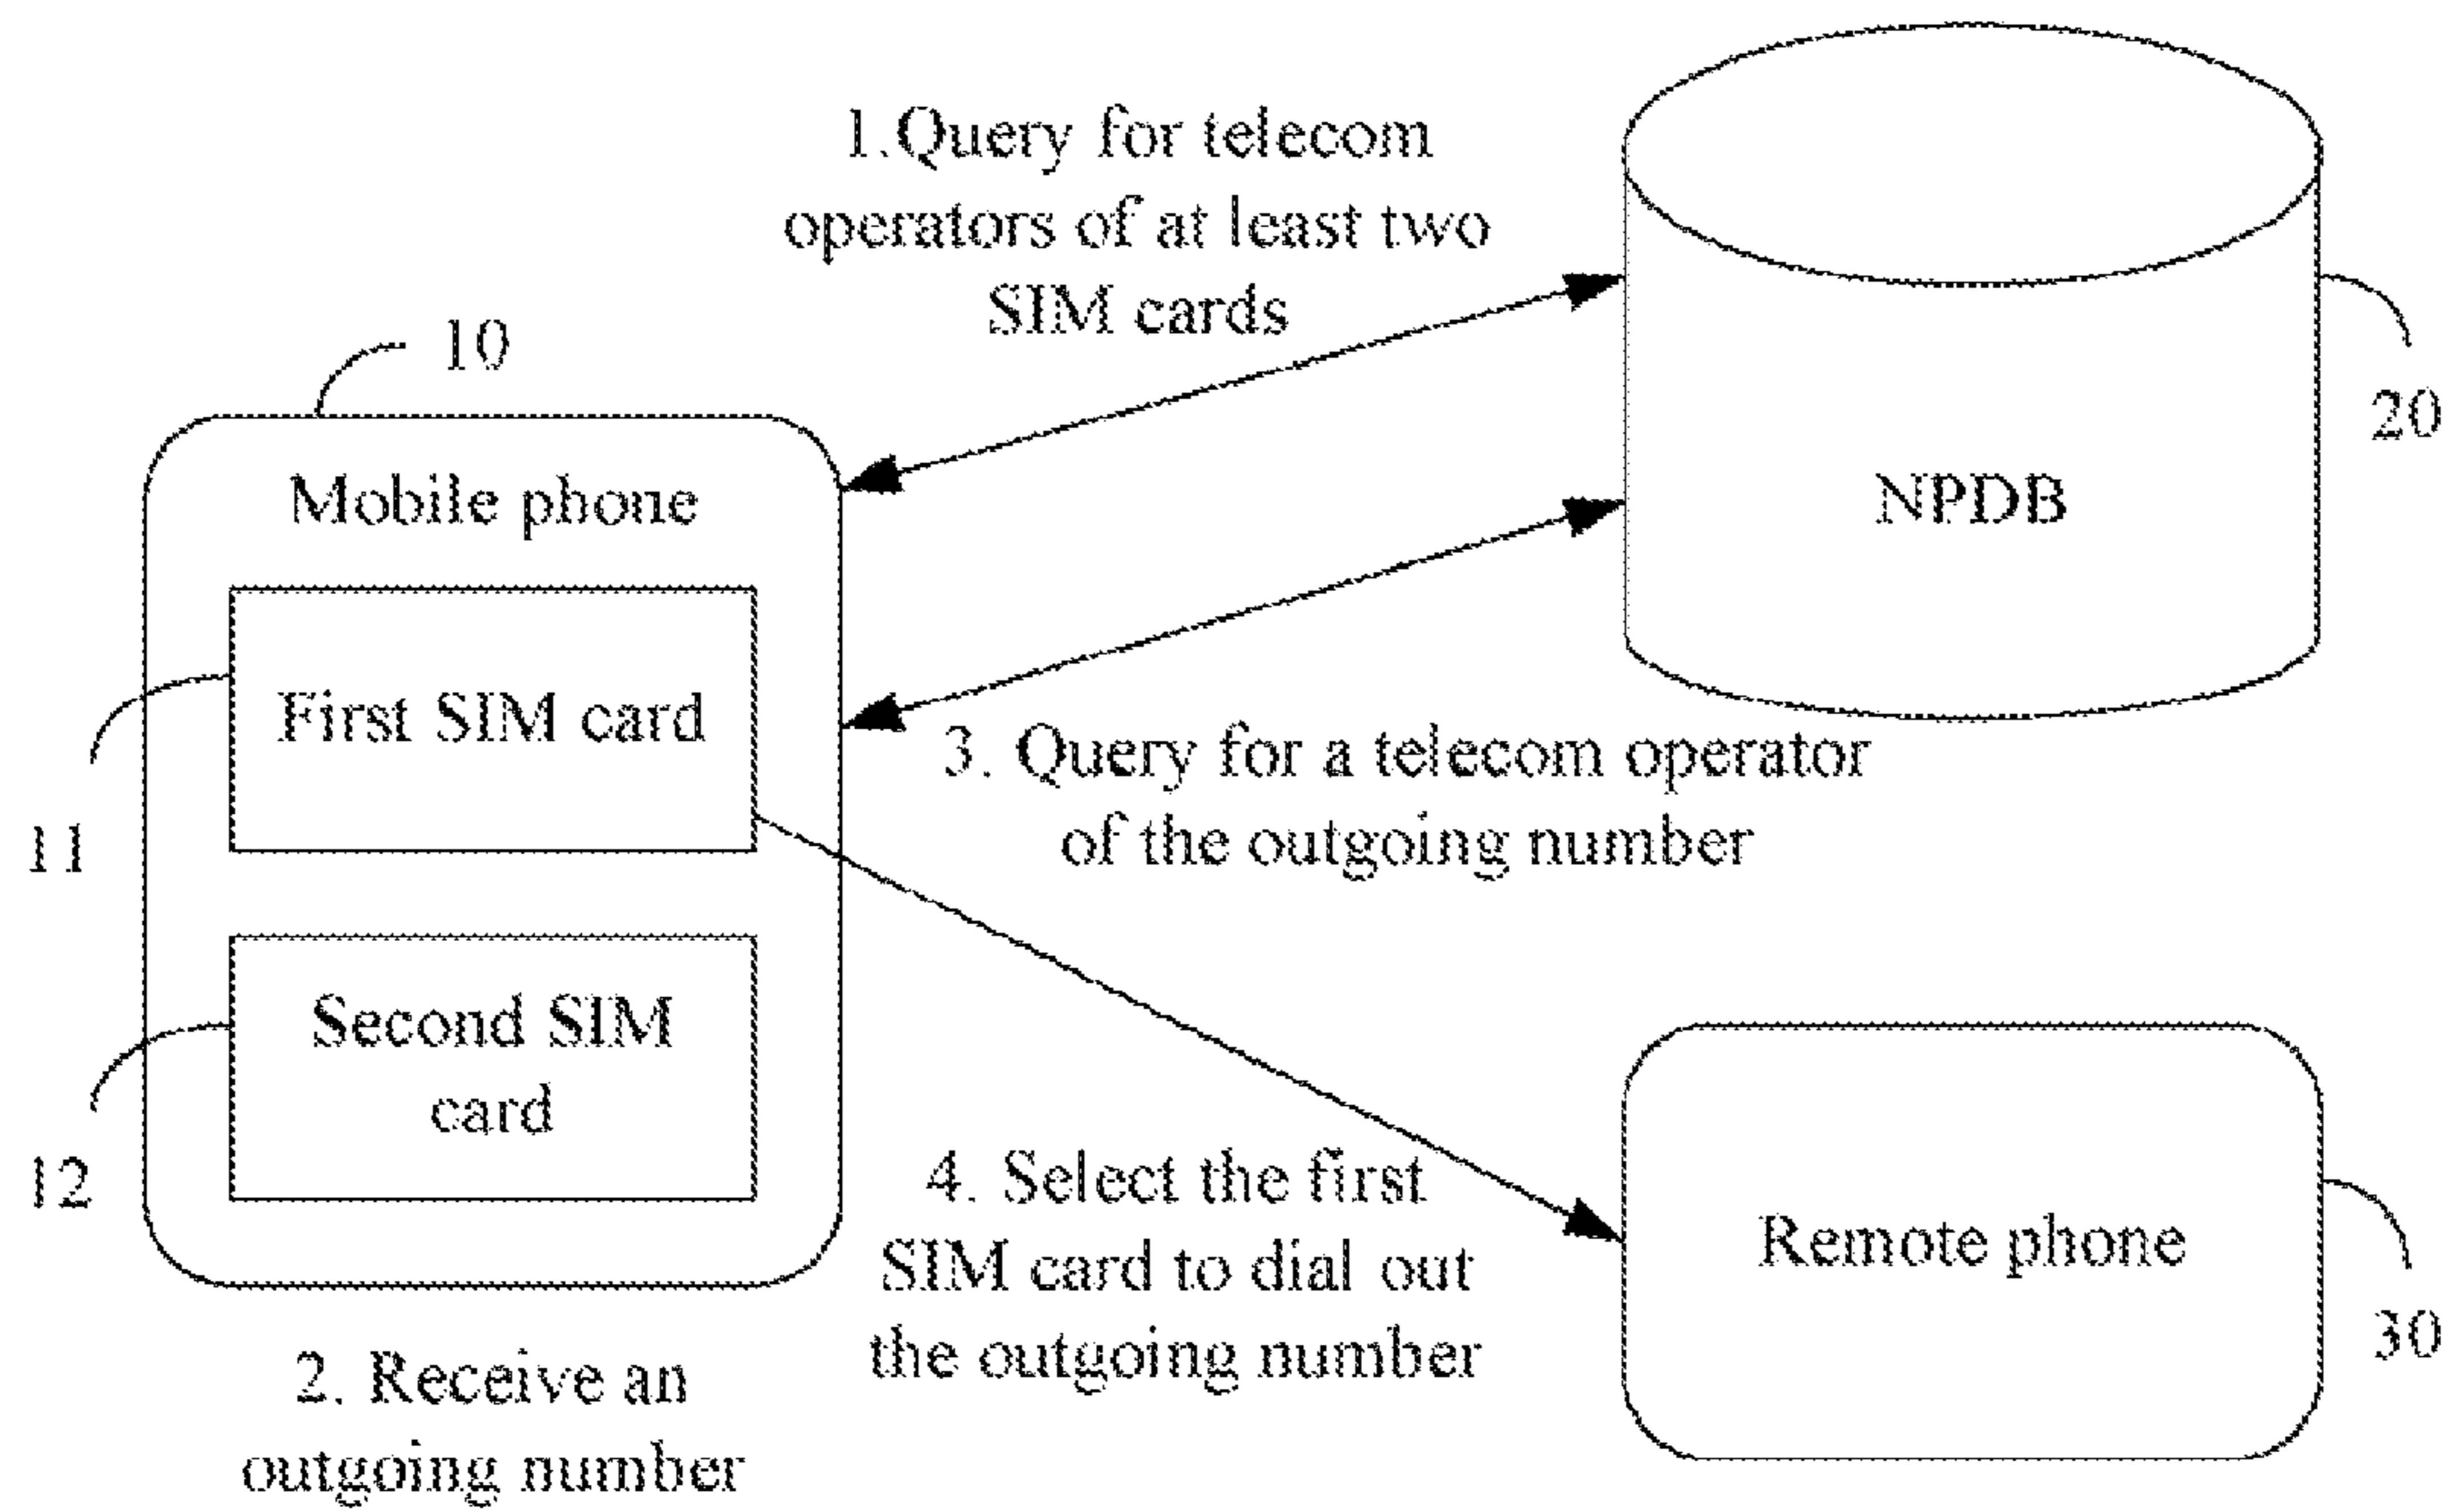 1.Query for telecom
operators of at least two
SIM cards
10
20
Mobile phone
NPDB
First SIM card
11
3. Query for a telecom operator
of the outgoing number
Second SIM
card
12
4. Select the first
SIM card to dial out
the outgoing number
Remote phone
30
2. Receive an
outgoing number